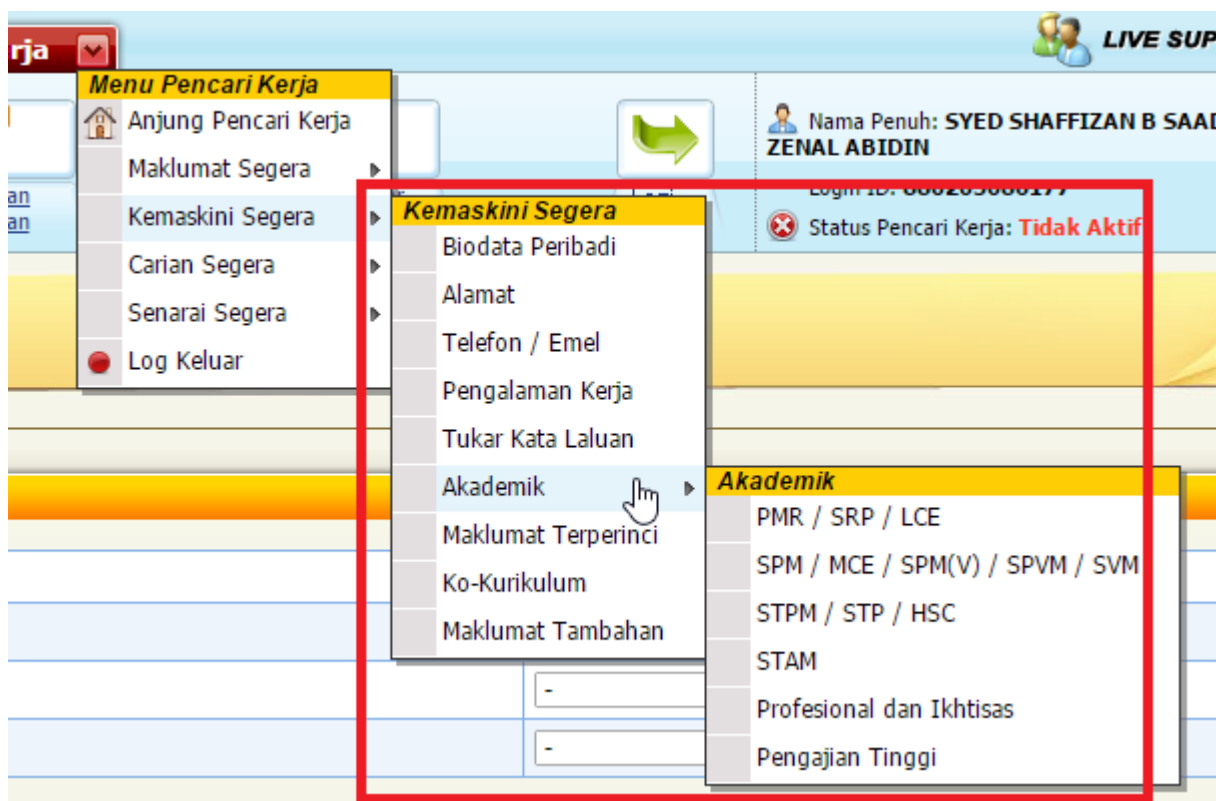 rja
LIVE SUP
Menu Pencari Kerja
Anjung Pencari Kerja
Maklumat Segera
Kemaskini Segera
Carian Segera
Senarai Segera
Log Keluar
an
an
Nama Penuh: SYED SHAFFIZAN B SAAD
ZENAL ABIDIN
Login ID:
Status Pencari Kerja: Tidak Aktif
Kemaskini Segera
Biodata Peribadi
Alamat
Telefon / Emel
Pengalaman Kerja
Tukar Kata Laluan
Akademik
Maklumat Terperinci
Ko-Kurikulum
Maklumat Tambahan
Akademik
PMR / SRP / LCE
SPM / MCE / SPM(V) / SPVM / SVM
STPM / STP / HSC
STAM
Profesional dan Ikhtisas
Pengajian Tinggi
-
-